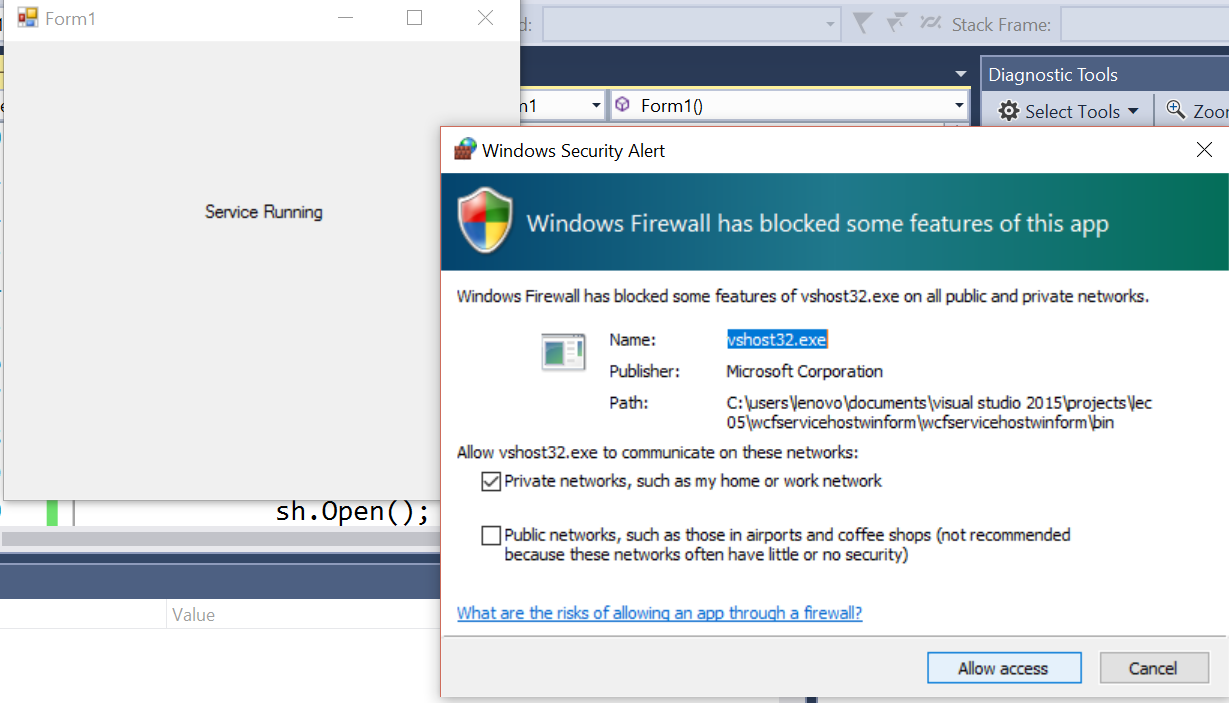 Form1
d:
Stack Frame:
Diagnostic Tools
m1
Form1()
Select Tools
Zoo
Windows Security Alert
Windows Firewall has blocked some features of this app
Service Running
Windows Firewall has blocked some features of vshost32.exe on all public and private networks.
Name:
vshost32.exe
Publisher:
Microsoft Corporation
Path:
C:\users\lenovo\documents\visual studio 2015\projects\lec
05\wcfservicehostwinform\wcfservicehostwinform\bin
Allow vshost32.exe to communicate on these networks:
Private networks, such as my home or work network
sh.Open();
Public networks, such as those in airports and coffee shops (not recommended
because these networks often have little or no security)
Value
What are the risks of allowing an app through a firewall?
Allow access
Cancel